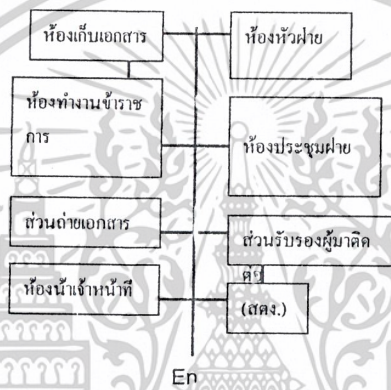 ห้องเก็บเอกสาร
ห้องหัวฝ่าย
ห้องทำงานข้าราช
การ
ห้องประชุมฝ่าย
ส่วนถ่ายเอกสาร
ส่วนรับรองผู้มาติด
ต่อ
ห้องน้ำเจ้าหน้าที่
(สตง.)
En